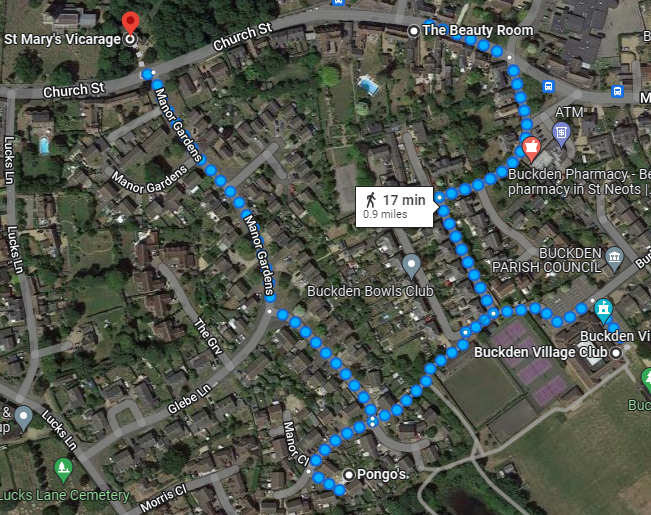 St Mary's Vicarage
Church St
The Beauty Room
Church St
M
Manor Gardens
ATM
Lucks Ln
Manor Gardens
Buckden Pharmacy - Be
pharmacy in St Neots |...
17 min
0.9 miles
Manor Gardens
Lucks Ln
BUCKDEN
PARISH COUNCIL
Buckden Bowls Club
The Grv
Buckden Vi
Buckden Village Club
Glebe Ln
Buc
& 
up
Lucks Ln
Manor Cl
Pongo's
Lucks Lane Cemetery
Morris Cl